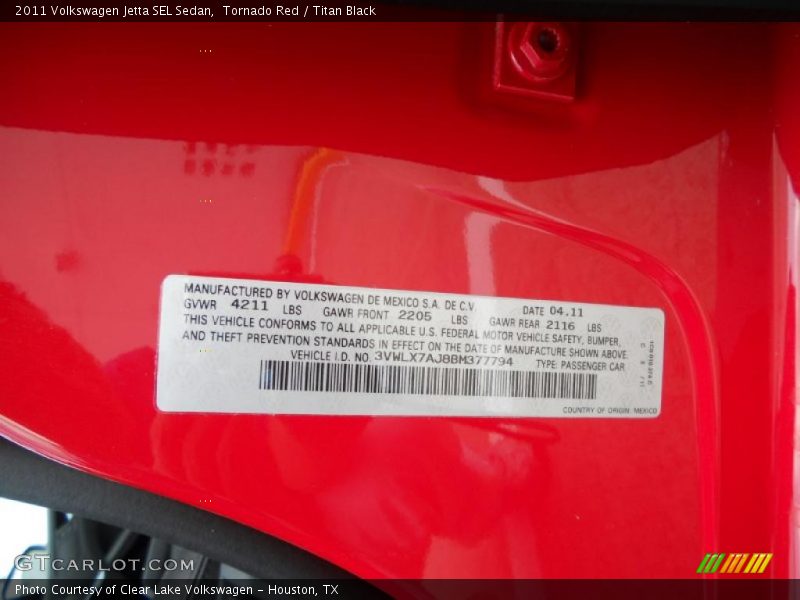 2011 Volkswagen Jetta SEL Sedan,  Tornado Red / Titan Black
MANUFACTURED BY VOLKSWAGEN DE MEXICO S.A. DE C.V.
DATE 04.11
GVWR 4211 LBS GAWR FRONT 2205 LBS GAWR REAR 2116 LBS
THIS VEHICLE CONFORMS TO ALL APPLICABLE U.S. FEDERAL MOTOR VEHICLE SAFETY, BUMPER,
AND THEFT PREVENTION STANDARDS IN EFFECT ON THE DATE OF MANUFACTURE SHOWN ABOVE.
VEHICLE I.D. NO. 3VWLX7AJ8BM377794 TYPE: PASSENGER CAR
COUNTRY OF ORIGIN: MEXICO
GTCARLOT.COM
Photo Courtesy of Clear Lake Volkswagen - Houston, TX